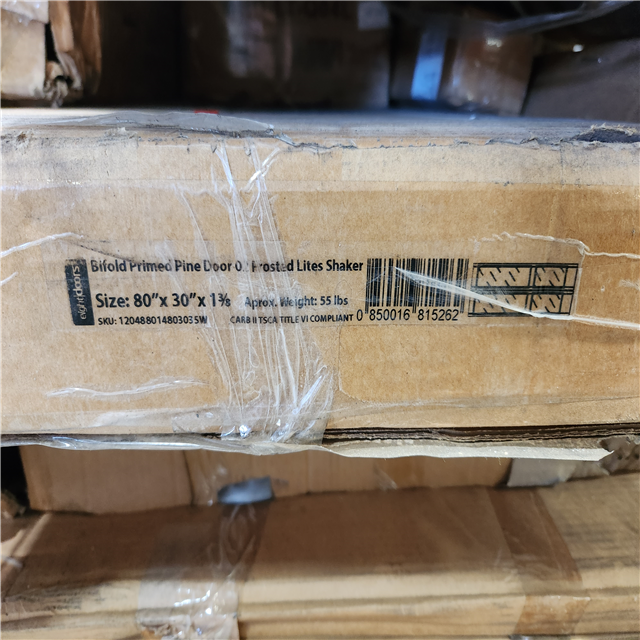 eightdoors
Bifold Primed Pine Door Frosted Lites Shaker
Size: 80"x 30"x 1⅜ Aprox. Weight: 55 lbs
SKU: 120488014803035W CARB II TSCA TITLE VI COMPLIANT
0 850016 815262